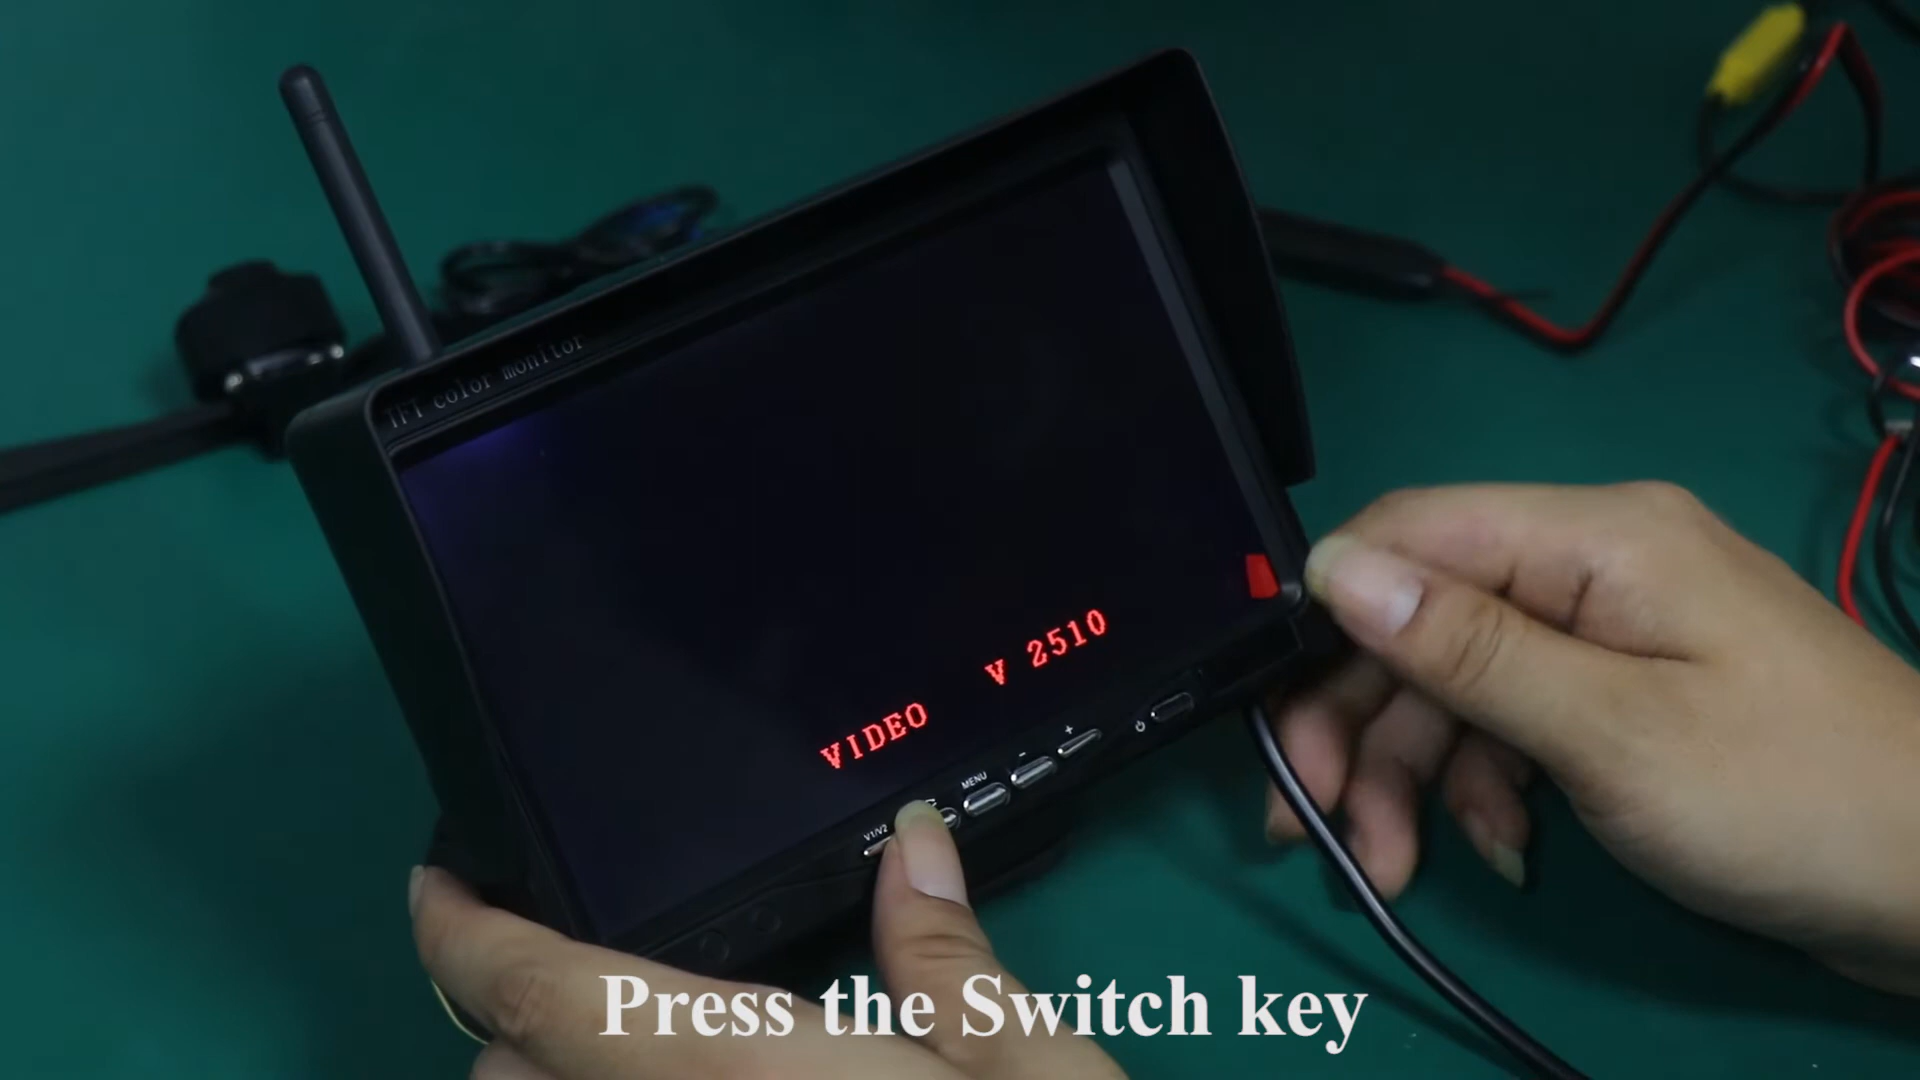 TFT color monitor
V 2510
VIDEO
V1/V2
MENU
-
+
Press the Switch key